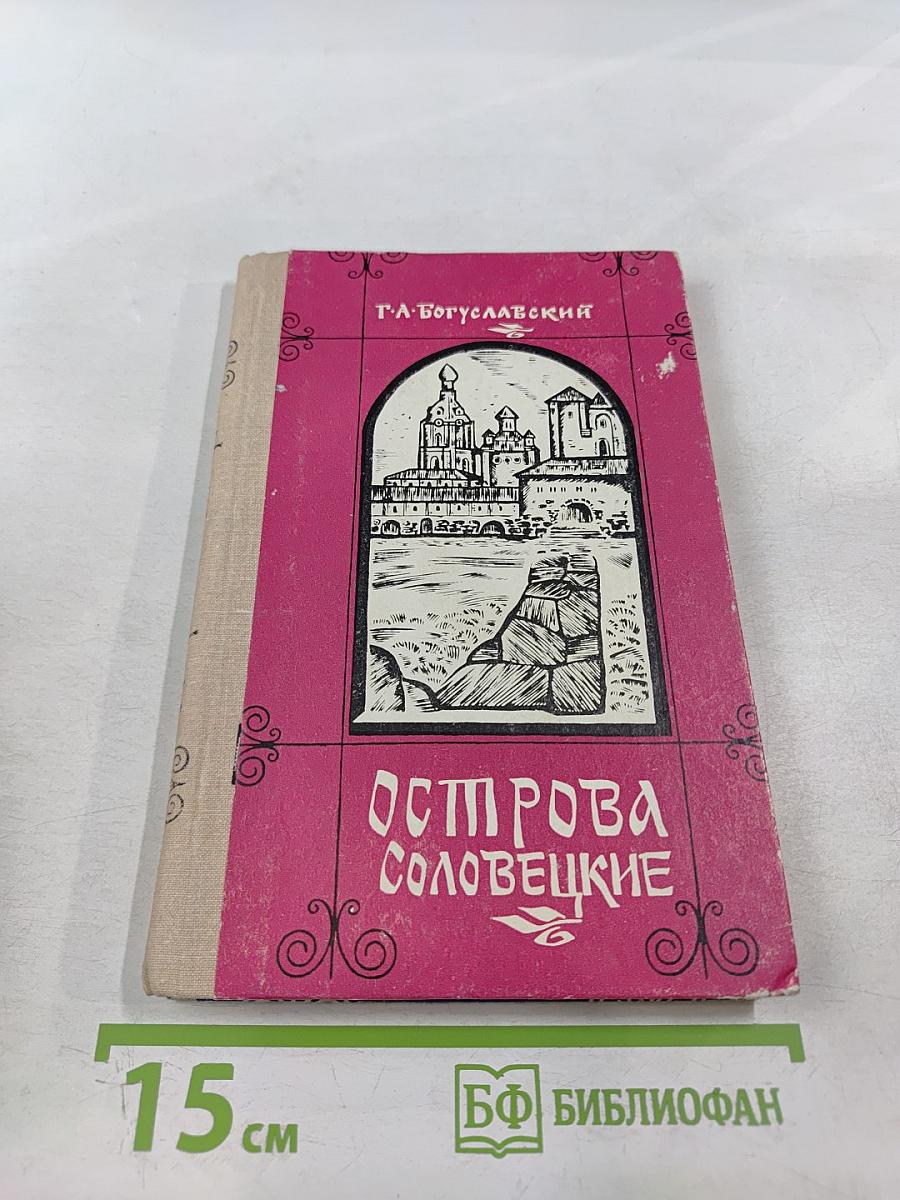 Г·А·Богуславский
ОСТРОВА
СОЛОВЕЦКИЕ
15 см
БФ БИБЛИОФАН